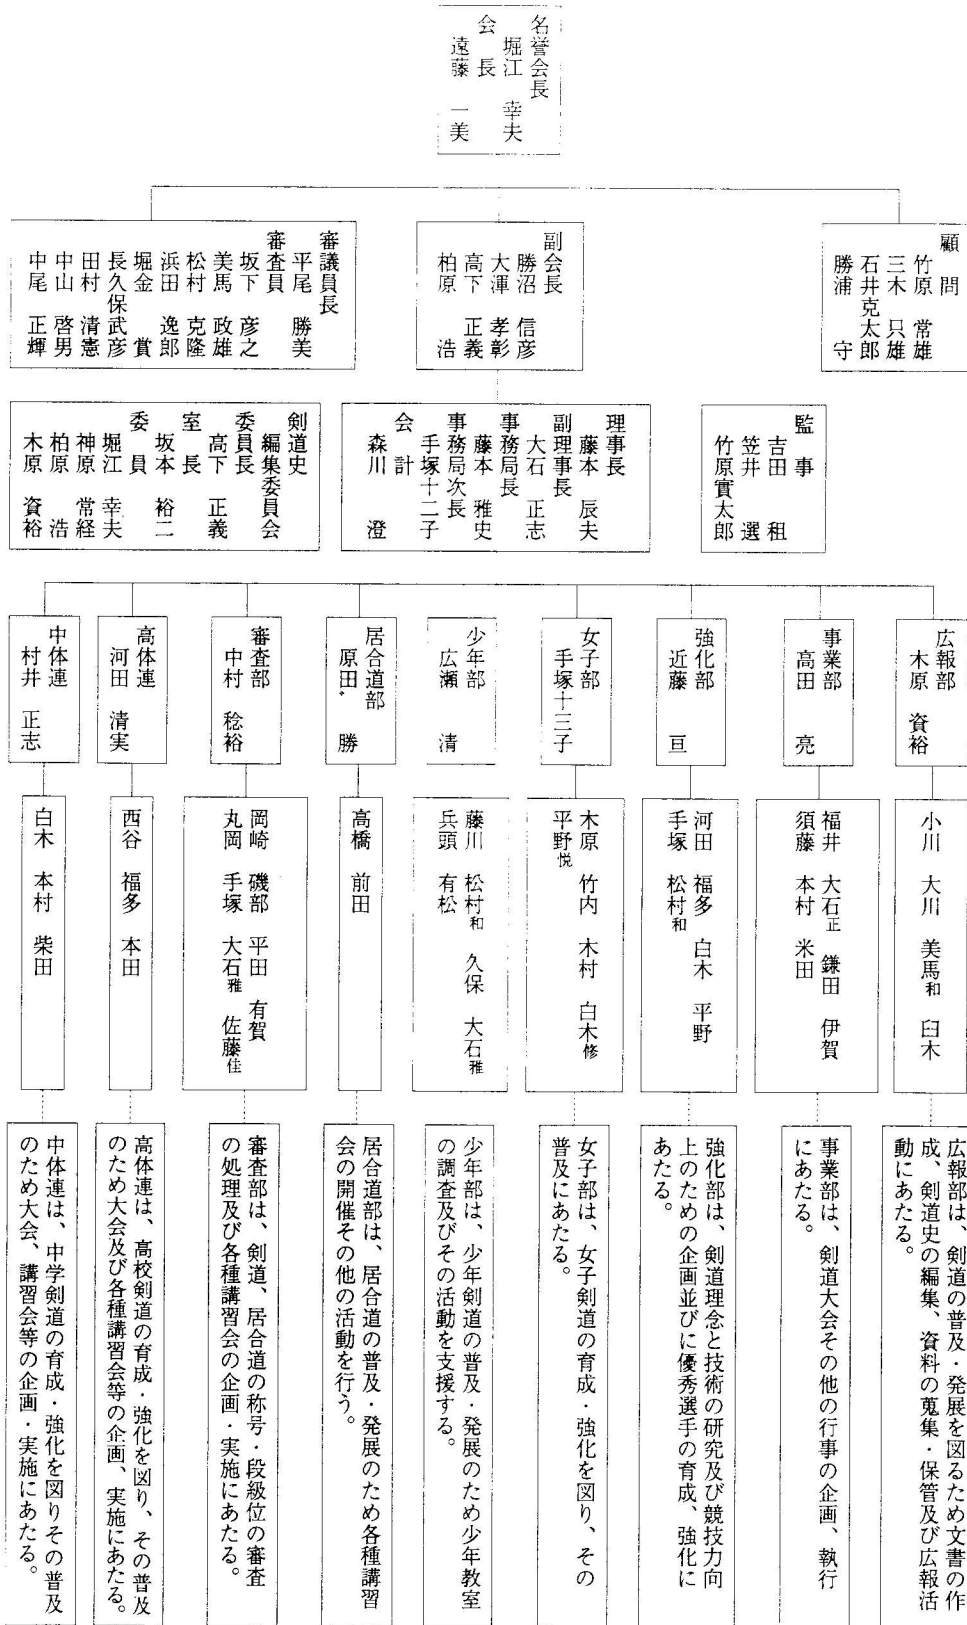 名誉会長
堀江 幸夫
会長
遠藤 一美
顧問
竹原 常雄
三木 只雄
石井克太郎
勝浦 守
副会長
勝沼 信彦
大澤 孝彰
高下 正義
柏原 浩
審議員長
平尾 勝美
審査員
坂下 彦之
美馬 政雄
松村 克隆
浜田 逸郎
堀金 賞
長久保武彦
田村 清憲
中山 啓男
中尾 正輝
監事
吉田 租
笠井 選
竹原實太郎
理事長
藤本 辰夫
副理事長
大石 正志
事務局長
藤本 雅史
事務局次長
手塚十二子
会計
森川 澄
剣道史
編集委員会
委員長
高下 正義
室長
坂本 裕二
委員
堀江 幸夫
神原 常経
柏原 浩
木原 資裕
広報部
木原 資裕
小川 大川 美馬和 臼木
広報部は、剣道の普及・発展を図るため文書の作
成、剣道史の編集、資料の蒐集・保管及び広報活
動にあたる。
事業部
高田 亮
福井 大石正 鎌田 伊賀
須藤 本村 米田
事業部は、剣道大会その他の行事の企画、執行
にあたる。
強化部
近藤 亘
河田 福多 白木 平野
手塚 松村和
強化部は、剣道理念と技術の研究及び競技力向
上のための企画並びに優秀選手の育成、強化に
あたる。
女子部
手塚十三子
木原 竹内 木村 白木修
平野悦
女子部は、女子剣道の育成・強化を図り、その
普及にあたる。
少年部
広瀬 清
藤川 松村和 久保 大石雅
兵頭 有松
少年部は、少年剣道の普及・発展のため少年教室
の調査及びその活動を支援する。
居合道部
原田 勝
高橋 前田
居合道部は、居合道の普及・発展のため各種講習
会の開催その他の活動を行う。
審査部
中村 稔裕
岡崎 磯部 平田 有賀
丸岡 手塚 大石雅 佐藤佳
審査部は、剣道、居合道の称号・段級位の審査
の処理及び各種講習会の企画・実施にあたる。
高体連
河田 清実
西谷 福多 本田
高体連は、高校剣道の育成・強化を図り、その普及
のため大会及び各種講習会等の企画、実施にあたる。
中体連
村井 正志
白木 本村 柴田
中体連は、中学剣道の育成・強化を図りその普及
のため大会、講習会等の企画・実施にあたる。